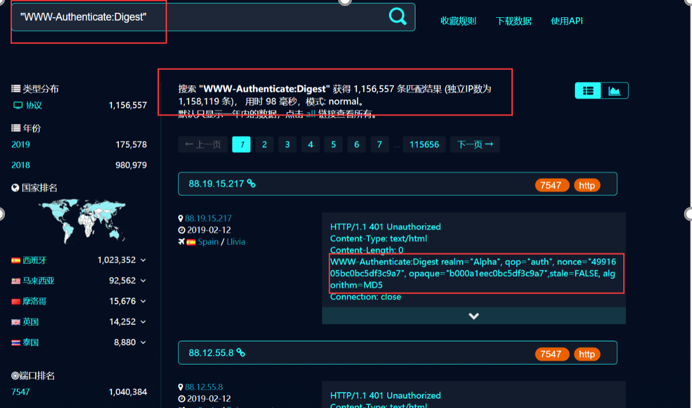 "WWW-Authenticate:Digest"
收藏规则 下载数据 使用API
类型分布
协议 1,156,557
年份
2019 175,578
2018 980,979
国家排名
西班牙 1,023,352
马来西亚 92,562
摩洛哥 15,676
英国 14,252
泰国 8,880
端口排名
7547 1,040,384
搜索 "WWW-Authenticate:Digest" 获得 1,156,557 条匹配结果 (独立IP数为
1,158,119 条)， 用时 98 毫秒，模式: normal。
默认只显示一年内的数据，点击 all 链接查看所有。
← 上一页 1 2 3 4 5 6 7 ... 115656 下一页 →
88.19.15.217 7547 http
88.19.15.217
2019-02-12
Spain / Llivia
HTTP/1.1 401 Unauthorized
Content-Type: text/html
Content-Length: 0
WWW-Authenticate:Digest realm="Alpha", qop="auth", nonce="49916
05bc0bc5df3c9a7", opaque="b000a1eec0bc5df3c9a7",stale=FALSE, alg
orithm=MD5
Connection: close
88.12.55.8 7547 http
88.12.55.8
2019-02-12
HTTP/1.1 401 Unauthorized
Content-Type: text/html